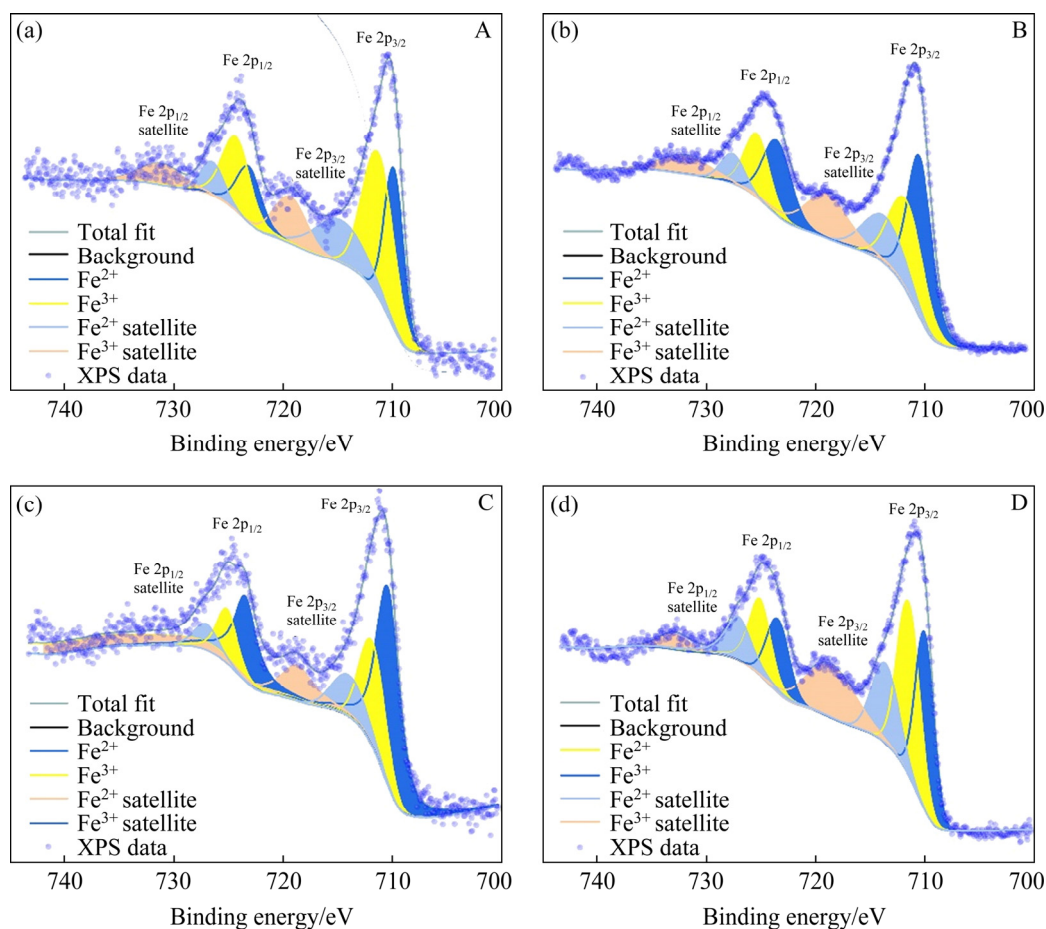 (a)
A
Fe 2p₃/₂
Fe 2p₁/₂
Fe 2p₁/₂
satellite
Fe 2p₃/₂
satellite
Total fit
Background
Fe²⁺
Fe³⁺
Fe²⁺ satellite
Fe³⁺ satellite
XPS data
740 730 720 710 700
Binding energy/eV
(b)
B
Fe 2p₃/₂
Fe 2p₁/₂
Fe 2p₁/₂
satellite
Fe 2p₃/₂
satellite
Total fit
Background
Fe²⁺
Fe³⁺
Fe²⁺ satellite
Fe³⁺ satellite
XPS data
740 730 720 710 700
Binding energy/eV
(c)
C
Fe 2p₃/₂
Fe 2p₁/₂
Fe 2p₁/₂
satellite
Fe 2p₃/₂
satellite
Total fit
Background
Fe²⁺
Fe³⁺
Fe²⁺ satellite
Fe³⁺ satellite
XPS data
740 730 720 710 700
Binding energy/eV
(d)
D
Fe 2p₃/₂
Fe 2p₁/₂
Fe 2p₁/₂
satellite
Fe 2p₃/₂
satellite
Total fit
Background
Fe²⁺
Fe³⁺
Fe²⁺ satellite
Fe³⁺ satellite
XPS data
740 730 720 710 700
Binding energy/eV